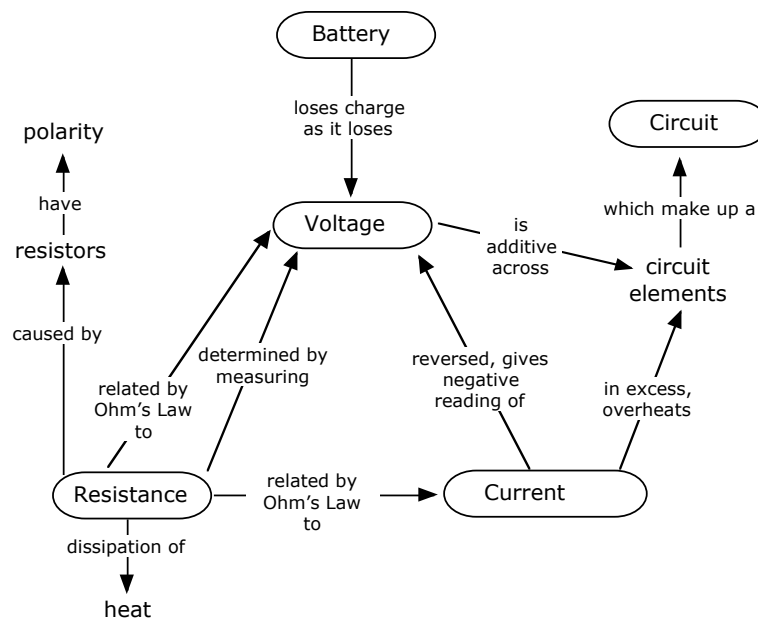 Battery
loses charge
as it loses
polarity
Circuit
have
which make up a
Voltage
is
additive
across
resistors
circuit
elements
caused by
determined by
measuring
reversed, gives
negative
reading of
related by
Ohm’s Law
to
in excess,
overheats
Resistance
related by
Ohm’s Law
to
Current
dissipation of
heat